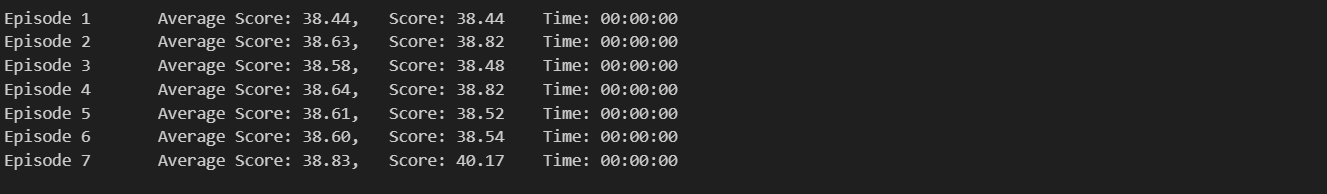 Episode 1 Average Score: 38.44, Score: 38.44 Time: 00:00:00
Episode 2 Average Score: 38.63, Score: 38.82 Time: 00:00:00
Episode 3 Average Score: 38.58, Score: 38.48 Time: 00:00:00
Episode 4 Average Score: 38.64, Score: 38.82 Time: 00:00:00
Episode 5 Average Score: 38.61, Score: 38.52 Time: 00:00:00
Episode 6 Average Score: 38.60, Score: 38.54 Time: 00:00:00
Episode 7 Average Score: 38.83, Score: 40.17 Time: 00:00:00